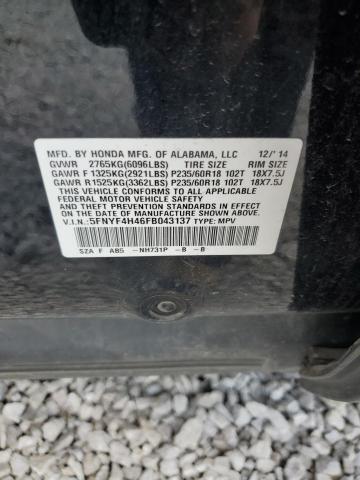 MFD. BY HONDA MFG. OF ALABAMA, LLC 12/'14
GVWR 2765KG(6096LBS) TIRE SIZE RIM SIZE
GAWR F 1325KG(2921LBS) P235/60R18 102T 18X7.5J
GAWR R 1525KG(3362LBS) P235/60R18 102T 18X7.5J
THIS VEHICLE CONFORMS TO ALL APPLICABLE
FEDERAL MOTOR VEHICLE SAFETY AND
THEFT PREVENTION STANDARDS IN EFFECT
ON THE DATE OF MANUFACTURE SHOWN ABOVE.
V.I.N.: 5FNYF4H46FB043137 TYPE: MPV
SZA F AB5 -NH731P -B -B